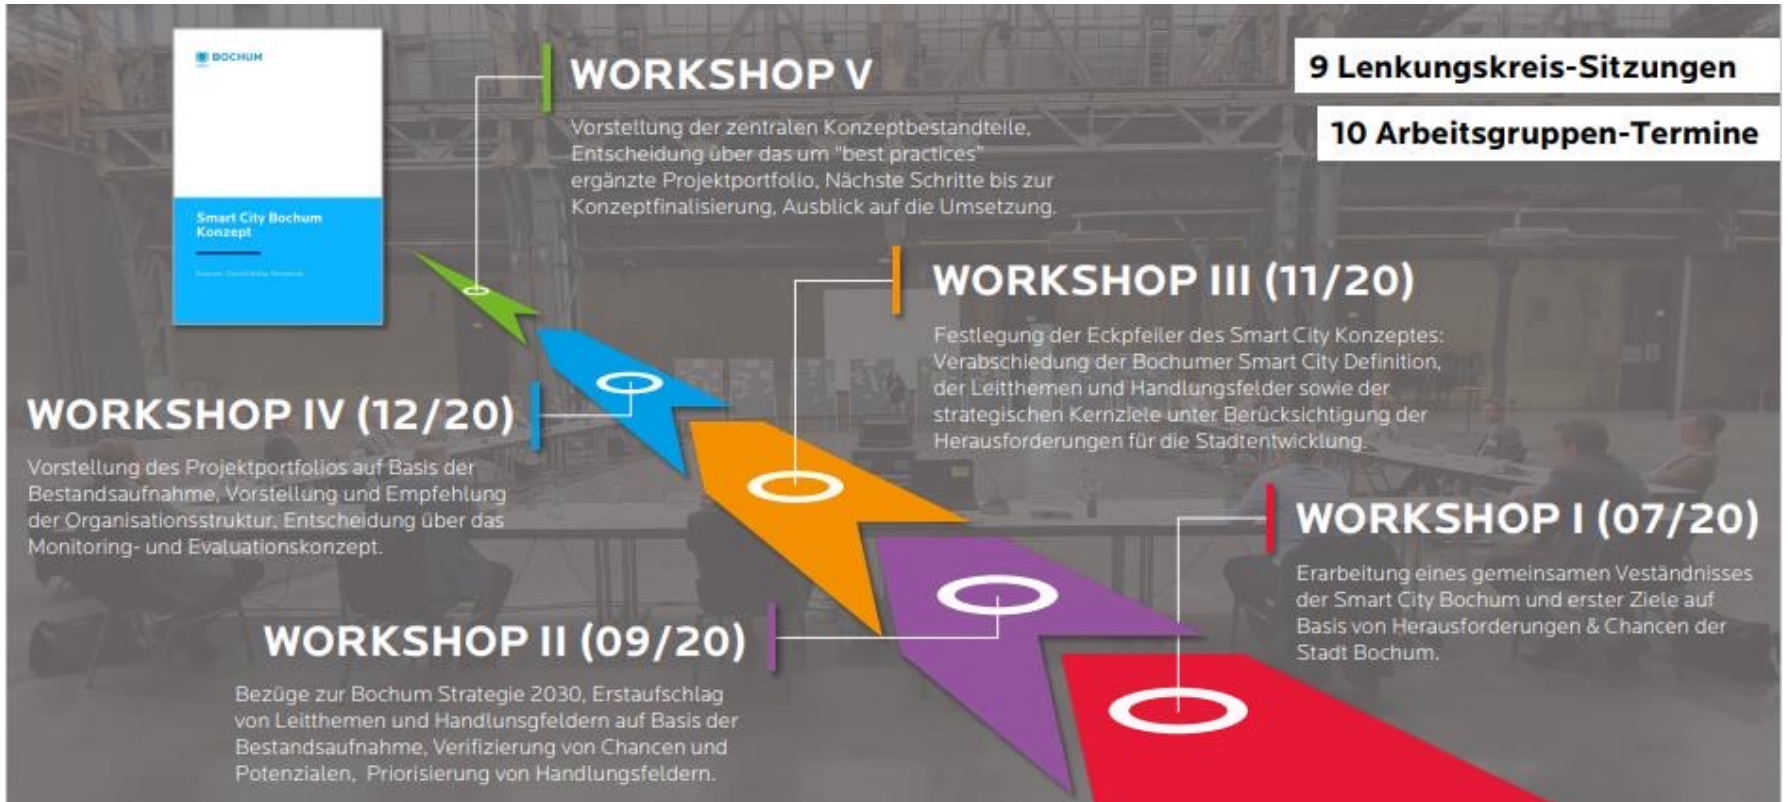 BOCHUM
Smart City Bochum
Konzept
WORKSHOP V
Vorstellung der zentralen Konzeptbestandteile,
Entscheidung über das um "best practices"
ergänzte Projektportfolio, Nächste Schritte bis zur
Konzeptfinalisierung, Ausblick auf die Umsetzung.
9 Lenkungskreis-Sitzungen
10 Arbeitsgruppen-Termine
WORKSHOP III (11/20)
Festlegung der Eckpfeiler des Smart City Konzeptes:
Verabschiedung der Bochumer Smart City Definition,
der Leitthemen und Handlungsfelder sowie der
strategischen Kernziele unter Berücksichtigung der
Herausforderungen für die Stadtentwicklung.
WORKSHOP IV (12/20)
Vorstellung des Projektportfolios auf Basis der
Bestandsaufnahme, Vorstellung und Empfehlung
der Organisationsstruktur, Entscheidung über das
Monitoring- und Evaluationskonzept.
WORKSHOP I (07/20)
Erarbeitung eines gemeinsamen Veständnisses
der Smart City Bochum und erster Ziele auf
Basis von Herausforderungen & Chancen der
Stadt Bochum.
WORKSHOP II (09/20)
Bezüge zur Bochum Strategie 2030, Erstaufschlag
von Leitthemen und Handlunsgfeldern auf Basis der
Bestandsaufnahme, Verifizierung von Chancen und
Potenzialen, Priorisierung von Handlungsfeldern.